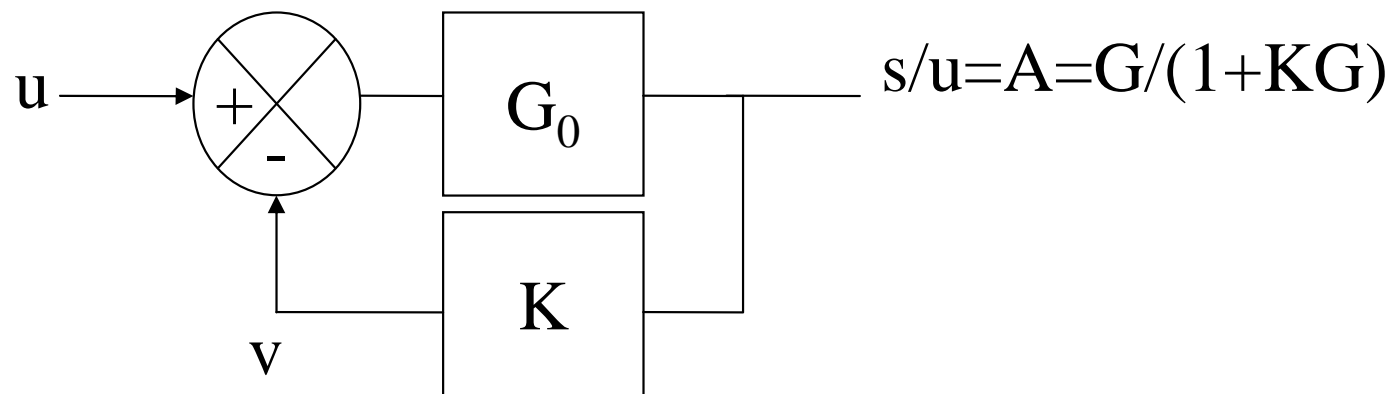 s/u=A=G/(1+KG)
u
+
G₀
-
K
v